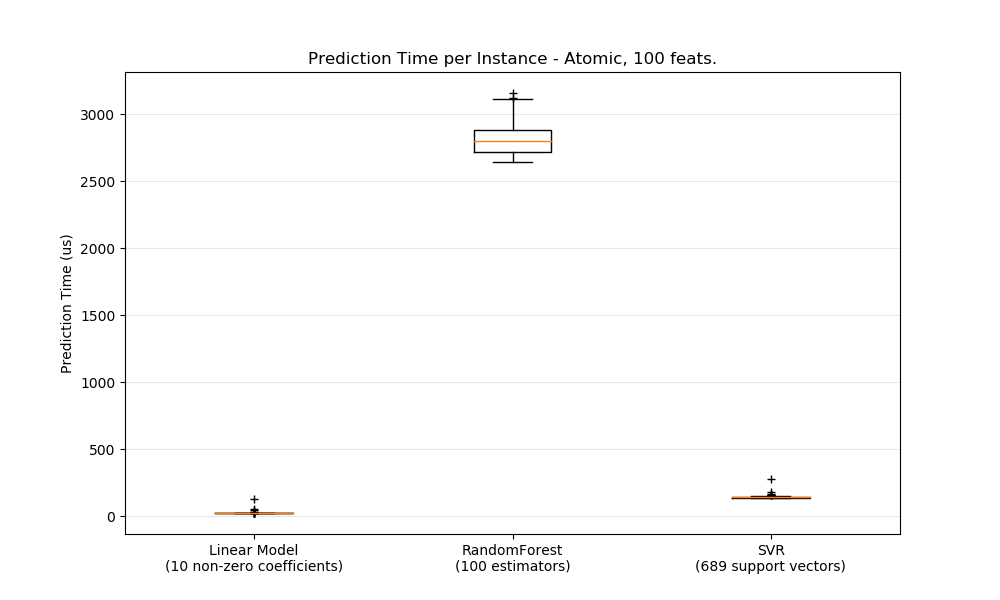 Prediction Time per Instance - Atomic, 100 feats.
Prediction Time (us)
3000
2500
2000
1500
1000
500
0
Linear Model
(10 non-zero coefficients)
RandomForest
(100 estimators)
SVR
(689 support vectors)